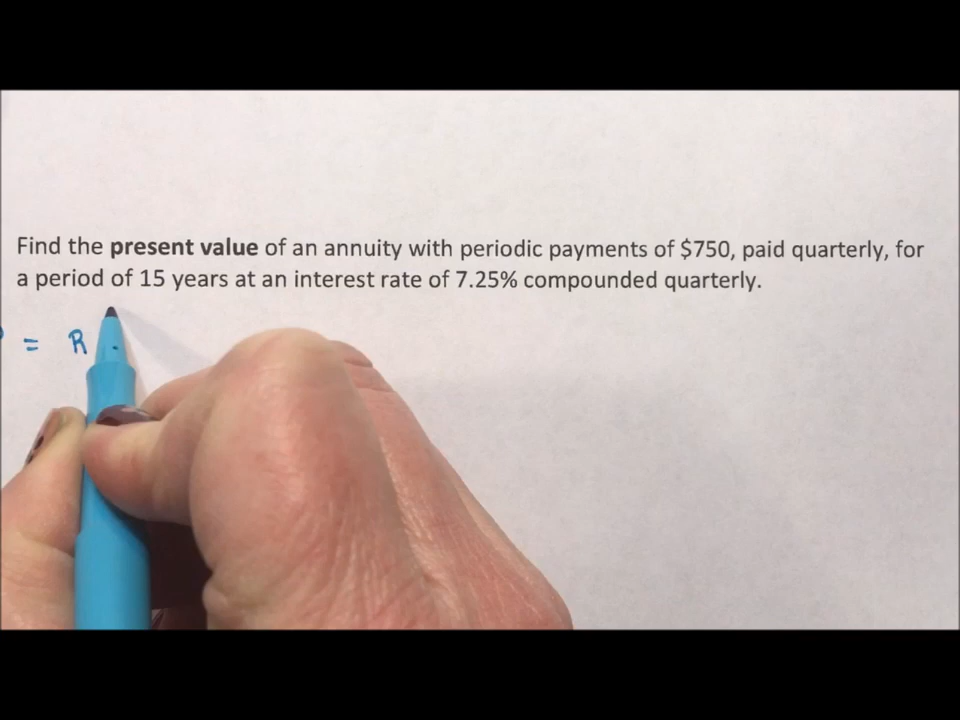 Find the present value of an annuity with periodic payments of $750, paid quarterly, for
a period of 15 years at an interest rate of 7.25% compounded quarterly.
= R